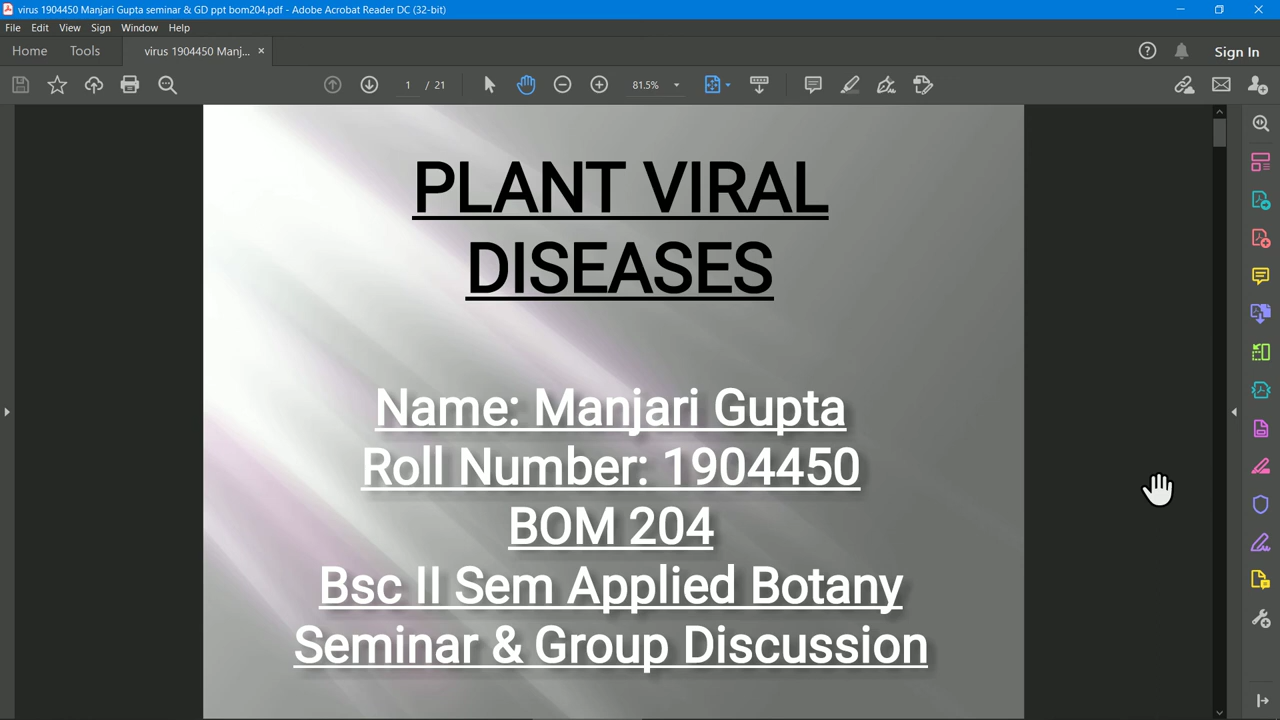 virus 1904450 Manjari Gupta seminar & GD ppt bom204.pdf - Adobe Acrobat Reader DC (32-bit)
File Edit View Sign Window Help
Home Tools virus 1904450 Manj... × Sign In
1 / 21 81.5%
PLANT VIRAL
DISEASES
Name: Manjari Gupta
Roll Number: 1904450
BOM 204
Bsc II Sem Applied Botany
Seminar & Group Discussion